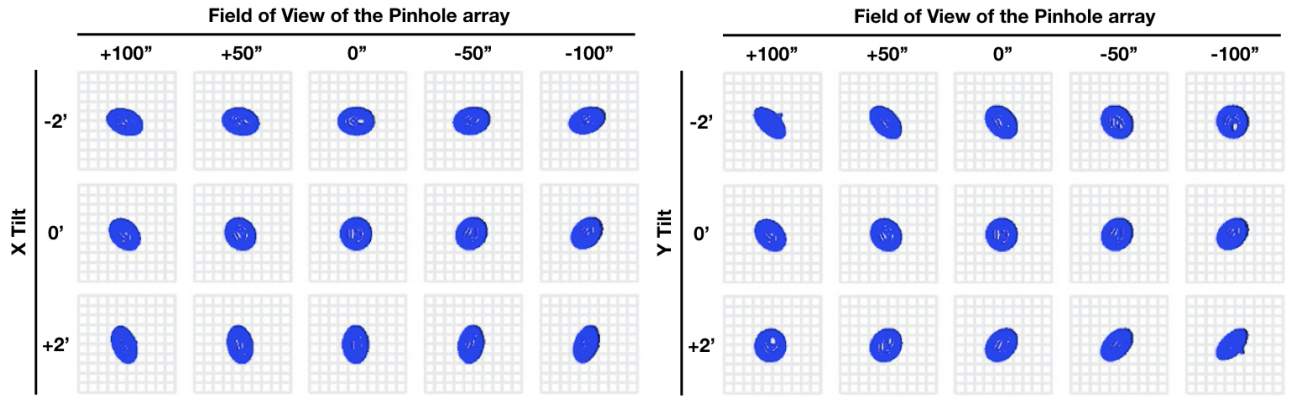 Field of View of the Pinhole array
+100” +50” 0” -50” -100”
X Tilt
-2’
0’
+2’
Field of View of the Pinhole array
+100” +50” 0” -50” -100”
Y Tilt
-2’
0’
+2’